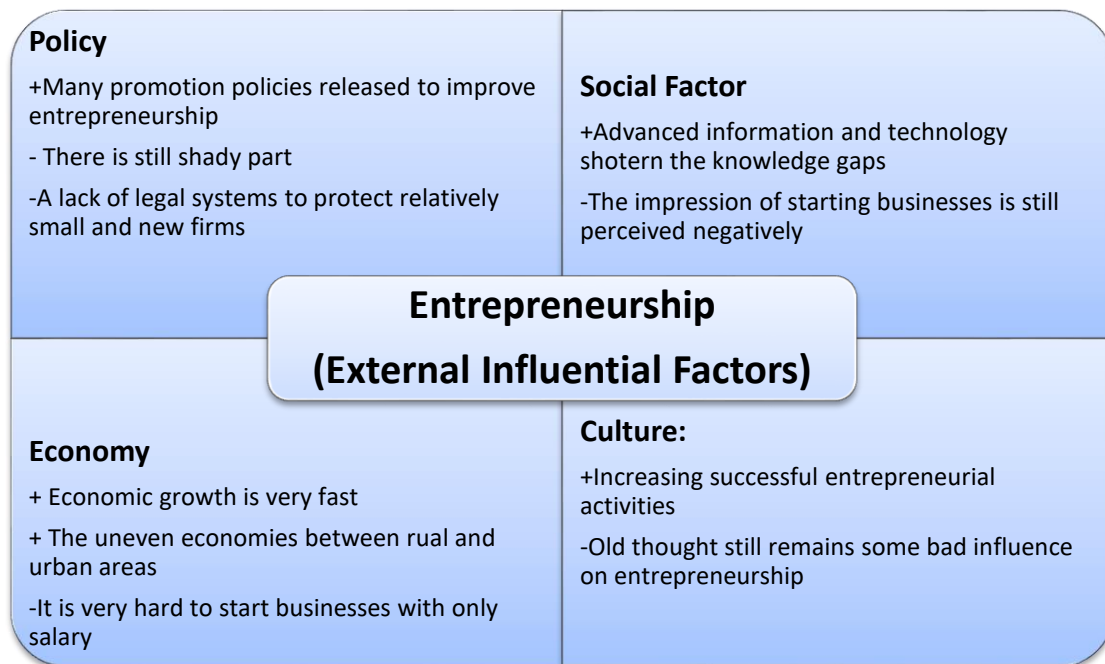 Policy
+Many promotion policies released to improve
entrepreneurship
- There is still shady part
-A lack of legal systems to protect relatively
small and new firms
Social Factor
+Advanced information and technology
shotern the knowledge gaps
-The impression of starting businesses is still
perceived negatively
Entrepreneurship
(External Influential Factors)
Economy
+ Economic growth is very fast
+ The uneven economies between rual and
urban areas
-It is very hard to start businesses with only
salary
Culture:
+Increasing successful entrepreneurial
activities
-Old thought still remains some bad influence
on entrepreneurship